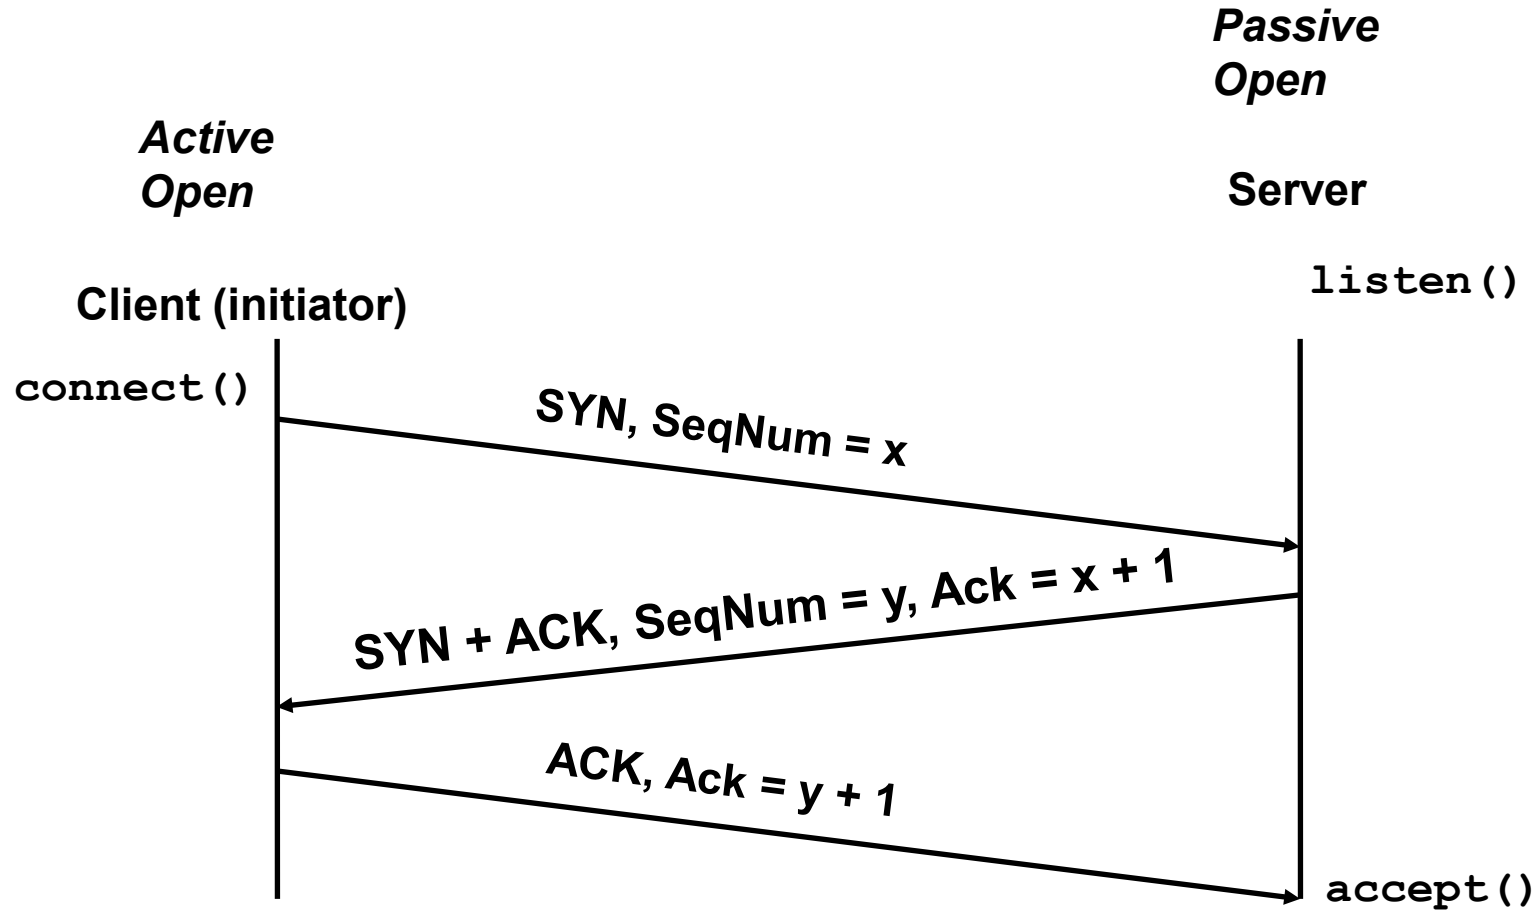 Passive
Open
Active
Open
Server
listen()
Client (initiator)
connect()
SYN, SeqNum = x
SYN + ACK, SeqNum = y, Ack = x + 1
ACK, Ack = y + 1
accept()